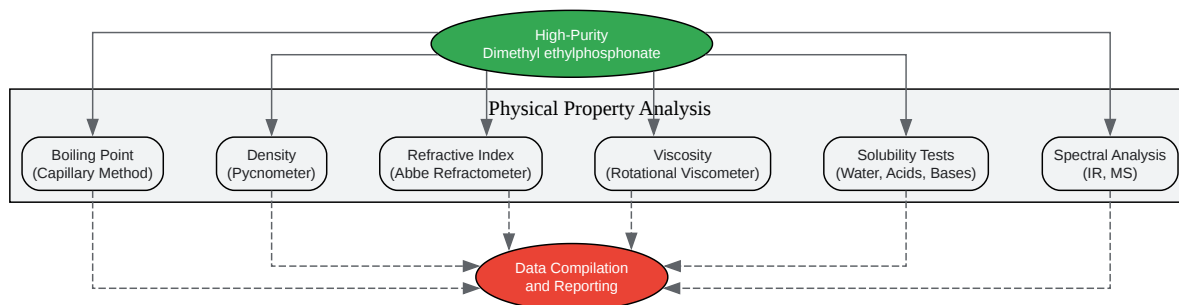 High-Purity
Dimethyl ethylphosphonate
Physical Property Analysis
Boiling Point
(Capillary Method)
Density
(Pycnometer)
Refractive Index
(Abbe Refractometer)
Viscosity
(Rotational Viscometer)
Solubility Tests
(Water, Acids, Bases)
Spectral Analysis
(IR, MS)
Data Compilation
and Reporting